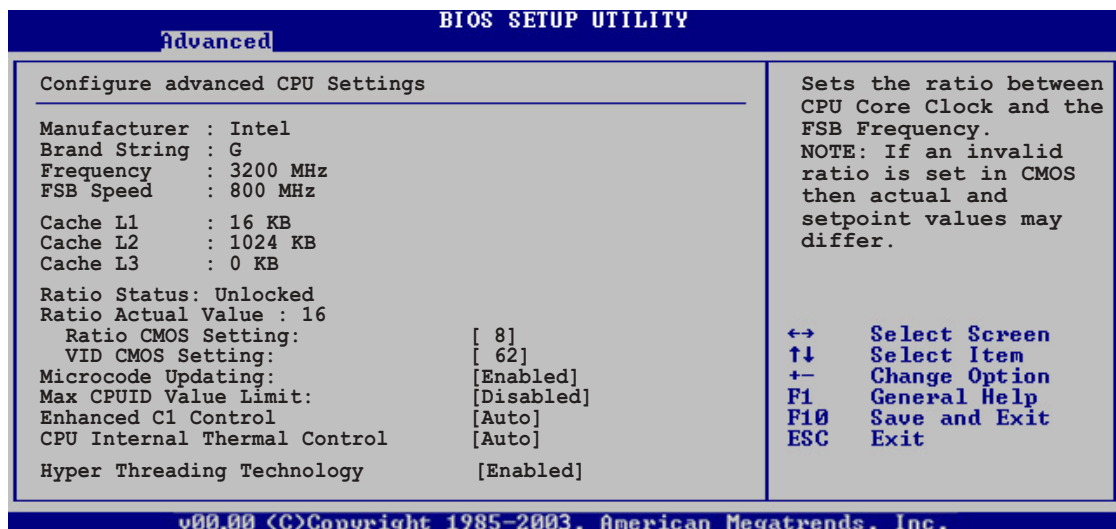 BIOS SETUP UTILITY
Advanced
Configure advanced CPU Settings
Manufacturer : Intel
Brand String : G
Frequency : 3200 MHz
FSB Speed : 800 MHz
Cache L1 : 16 KB
Cache L2 : 1024 KB
Cache L3 : 0 KB
Ratio Status: Unlocked
Ratio Actual Value : 16
Ratio CMOS Setting: [ 8]
VID CMOS Setting: [ 62]
Microcode Updating: [Enabled]
Max CPUID Value Limit: [Disabled]
Enhanced C1 Control [Auto]
CPU Internal Thermal Control [Auto]
Hyper Threading Technology [Enabled]
Sets the ratio between
CPU Core Clock and the
FSB Frequency.
NOTE: If an invalid
ratio is set in CMOS
then actual and
setpoint values may
differ.
←→ Select Screen
↑↓ Select Item
+- Change Option
F1 General Help
F10 Save and Exit
ESC Exit
v00.00 (C)Copyright 1985-2003, American Megatrends, Inc.